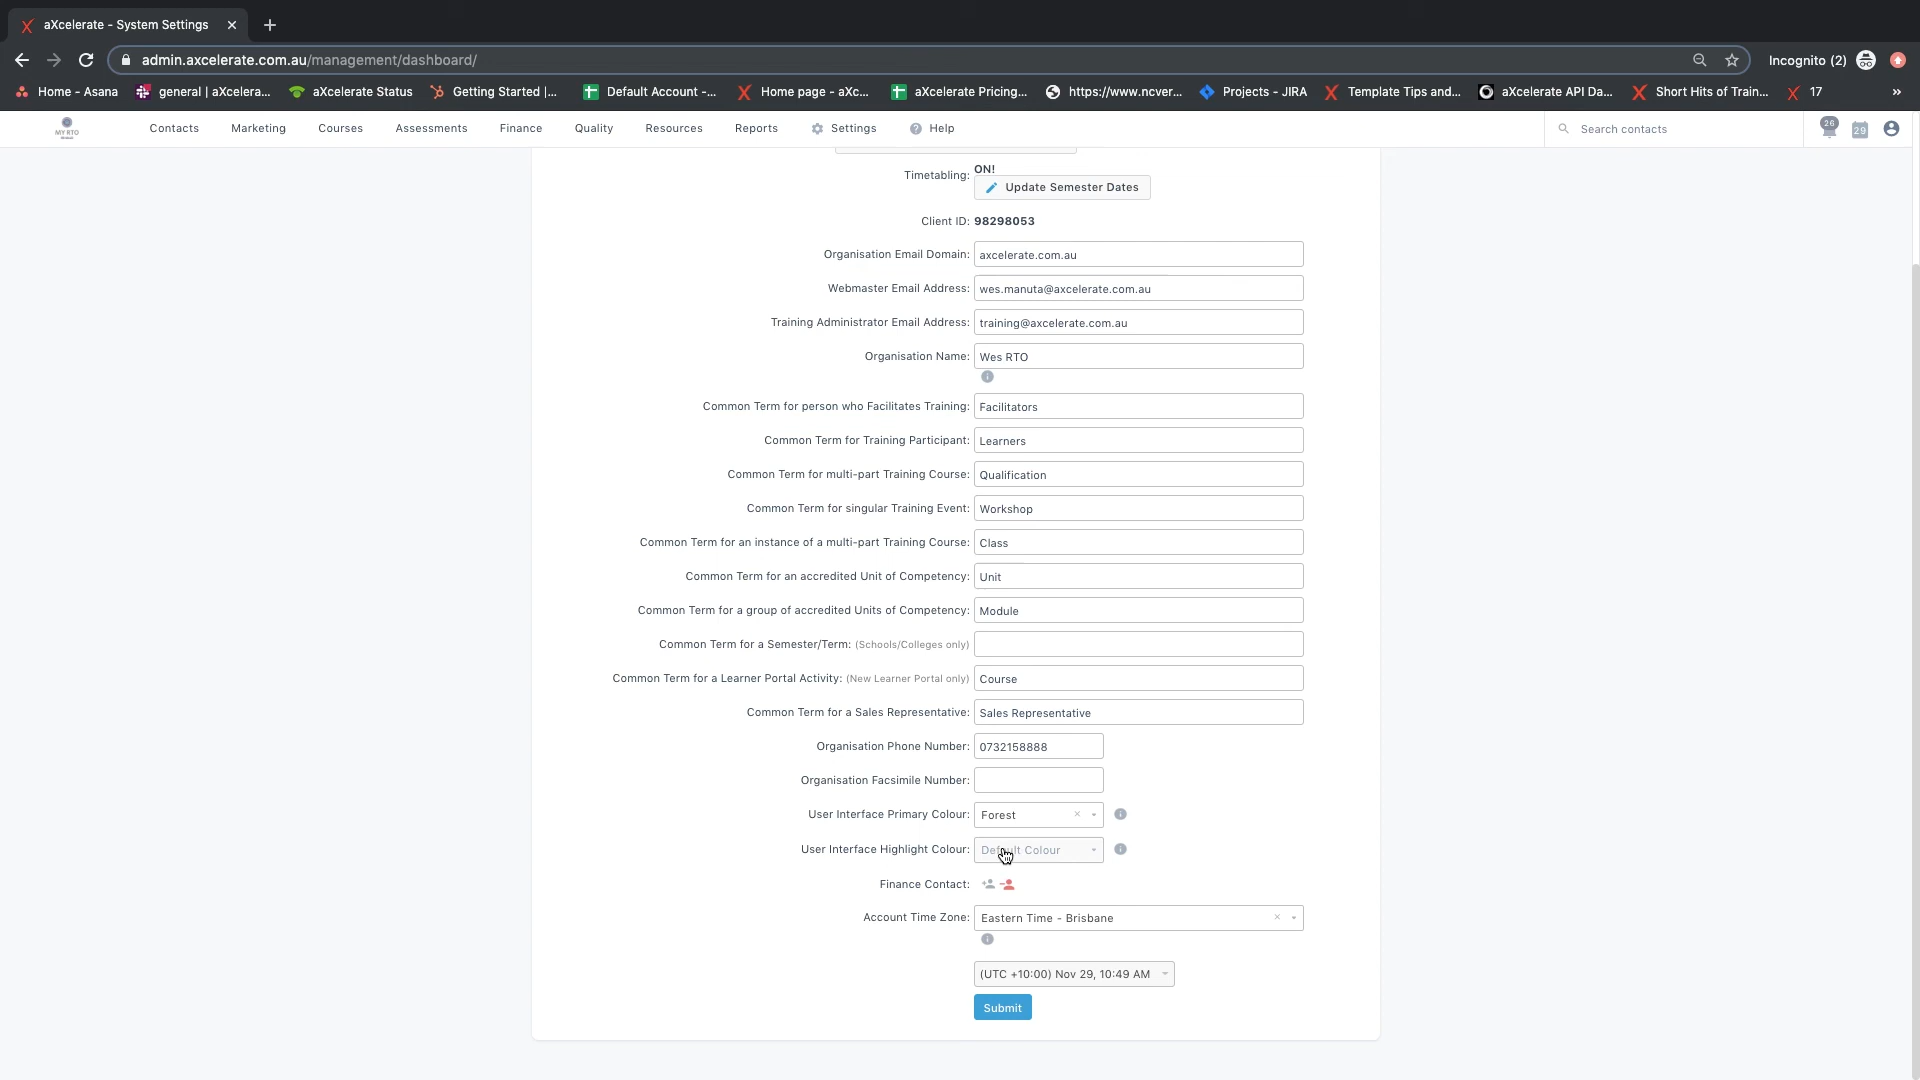 aXcelerate - System Settings
admin.axcelerate.com.au/management/dashboard/
Incognito (2)
Home - Asana
general | aXcelera...
aXcelerate Status
Getting Started |...
Default Account -...
Home page - aXc...
aXcelerate Pricing...
https://www.ncver...
Projects - JIRA
Template Tips and...
aXcelerate API Da...
Short Hits of Train...
17
»
MY RTO
Contacts
Marketing
Courses
Assessments
Finance
Quality
Resources
Reports
Settings
Help
Search contacts
26
29
Timetabling: ON!
Update Semester Dates
Client ID: 98298053
Organisation Email Domain: axcelerate.com.au
Webmaster Email Address: wes.manuta@axcelerate.com.au
Training Administrator Email Address: training@axcelerate.com.au
Organisation Name: Wes RTO
Common Term for person who Facilitates Training: Facilitators
Common Term for Training Participant: Learners
Common Term for multi-part Training Course: Qualification
Common Term for singular Training Event: Workshop
Common Term for an instance of a multi-part Training Course: Class
Common Term for an accredited Unit of Competency: Unit
Common Term for a group of accredited Units of Competency: Module
Common Term for a Semester/Term: (Schools/Colleges only)
Common Term for a Learner Portal Activity: (New Learner Portal only) Course
Common Term for a Sales Representative: Sales Representative
Organisation Phone Number: 0732158888
Organisation Facsimile Number:
User Interface Primary Colour: Forest
User Interface Highlight Colour: Default Colour
Finance Contact:
Account Time Zone: Eastern Time - Brisbane
(UTC +10:00) Nov 29, 10:49 AM
Submit